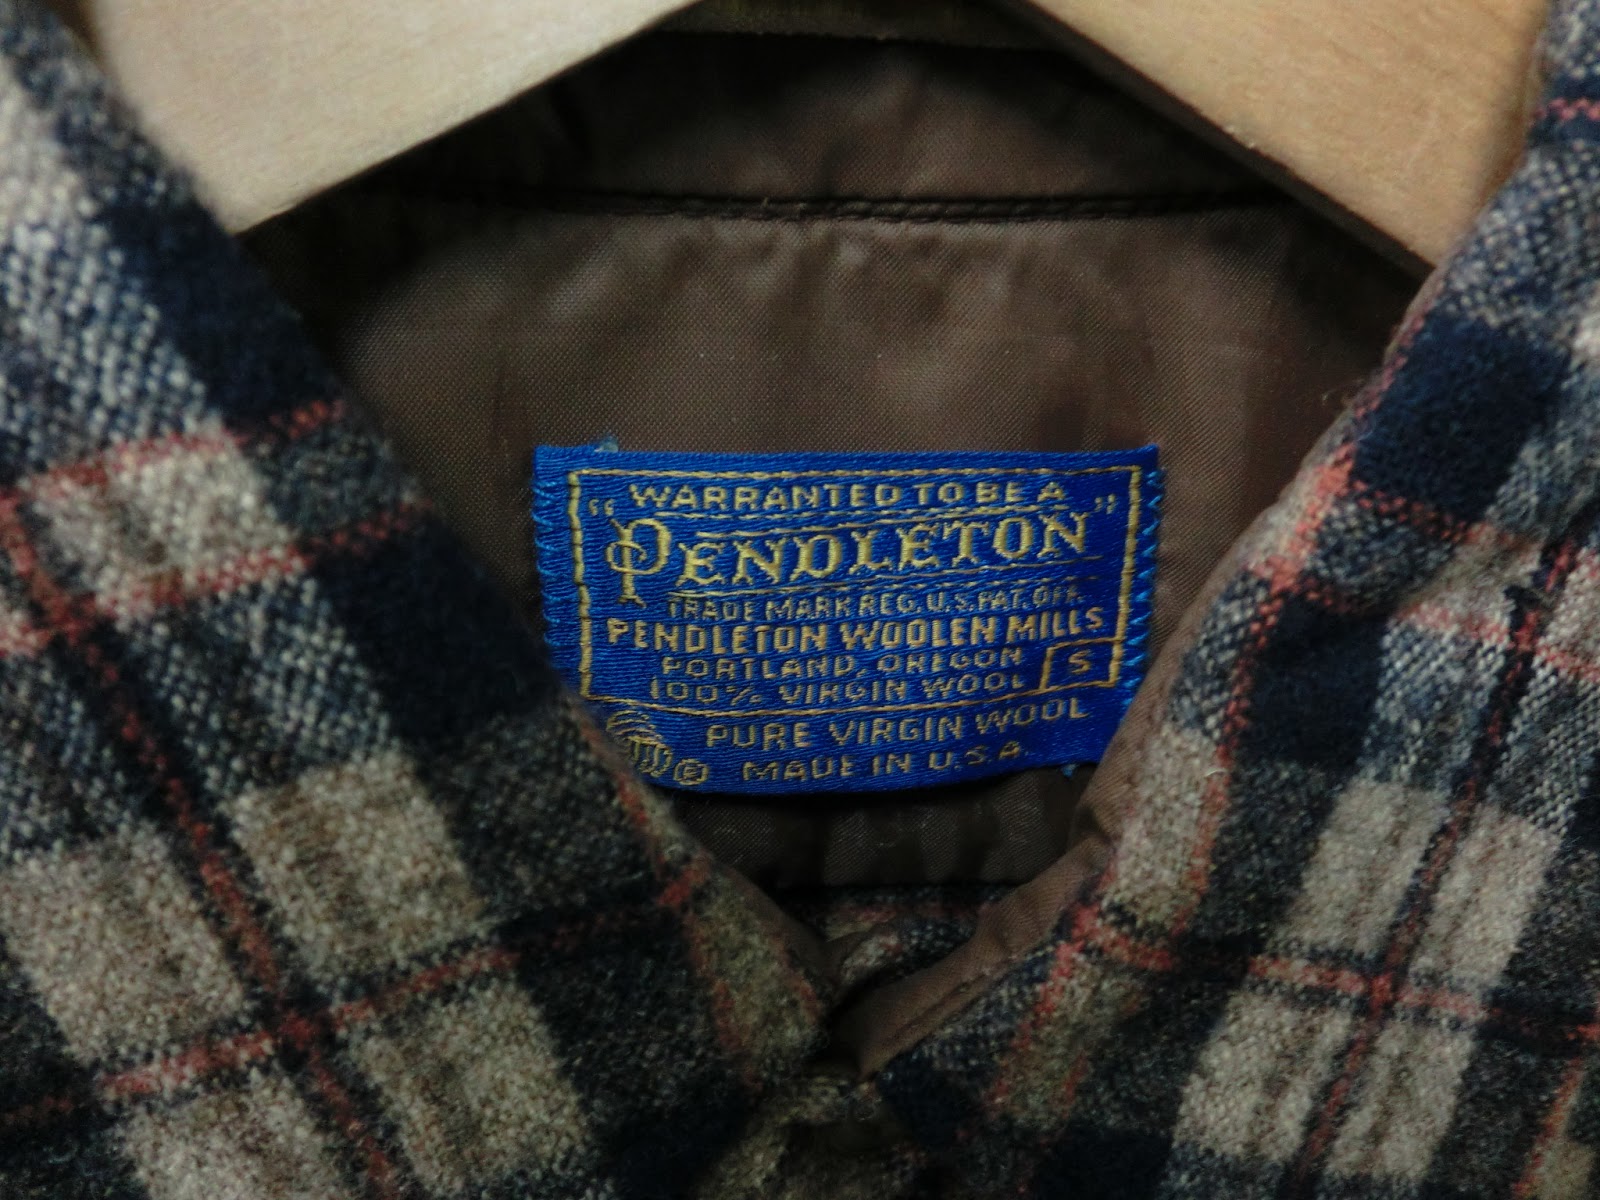 "WARRANTED TO BE A
PENDLETON"
TRADE MARK REG. U.S. PAT. OFF.
PENDLETON WOOLEN MILLS
PORTLAND, OREGON
S
100% VIRGIN WOOL
PURE VIRGIN WOOL
® MADE IN U.S.A.